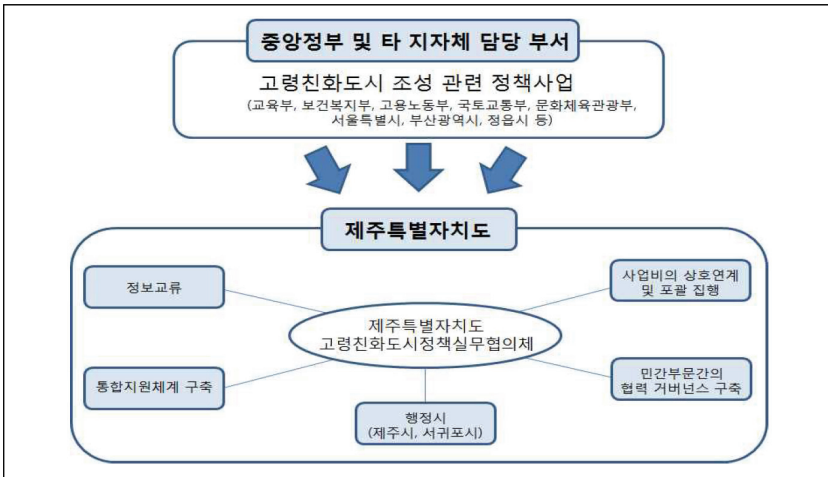 중앙정부 및 타 지자체 담당 부서
고령친화도시 조성 관련 정책사업
(교육부, 보건복지부, 고용노동부, 국토교통부, 문화체육관광부,
서울특별시, 부산광역시, 정읍시 등)
제주특별자치도
정보교류
사업비의 상호연계
및 포괄 집행
제주특별자치도
고령친화도시정책실무협의체
통합지원체계 구축
민간부문간의
협력 거버넌스 구축
행정시
(제주시, 서귀포시)